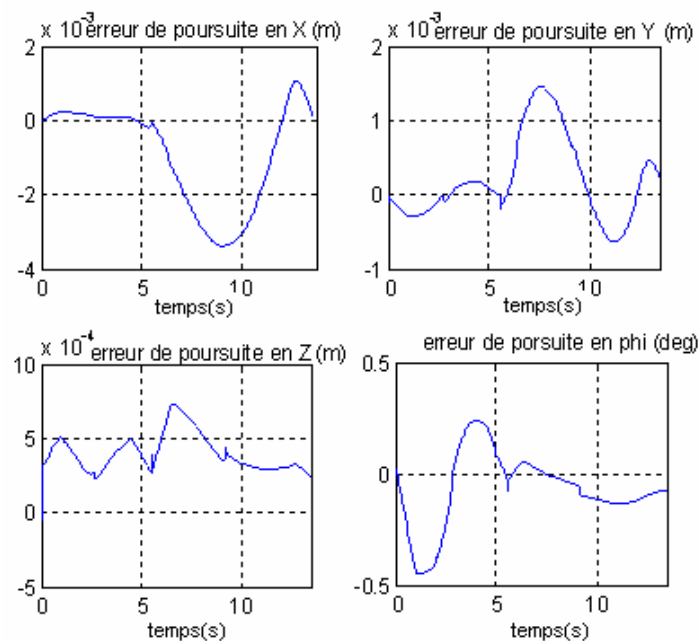 x 10⁻³ erreur de poursuite en X (m)
2
0
-2
-4
0 5 10
temps(s)
x 10⁻³ erreur de poursuite en Y (m)
2
1
0
-1
0 5 10
temps(s)
x 10⁻⁴ erreur de poursuite en Z (m)
10
5
0
-5
0 5 10
temps(s)
erreur de porsuite en phi (deg)
0.5
0
-0.5
0 5 10
temps(s)